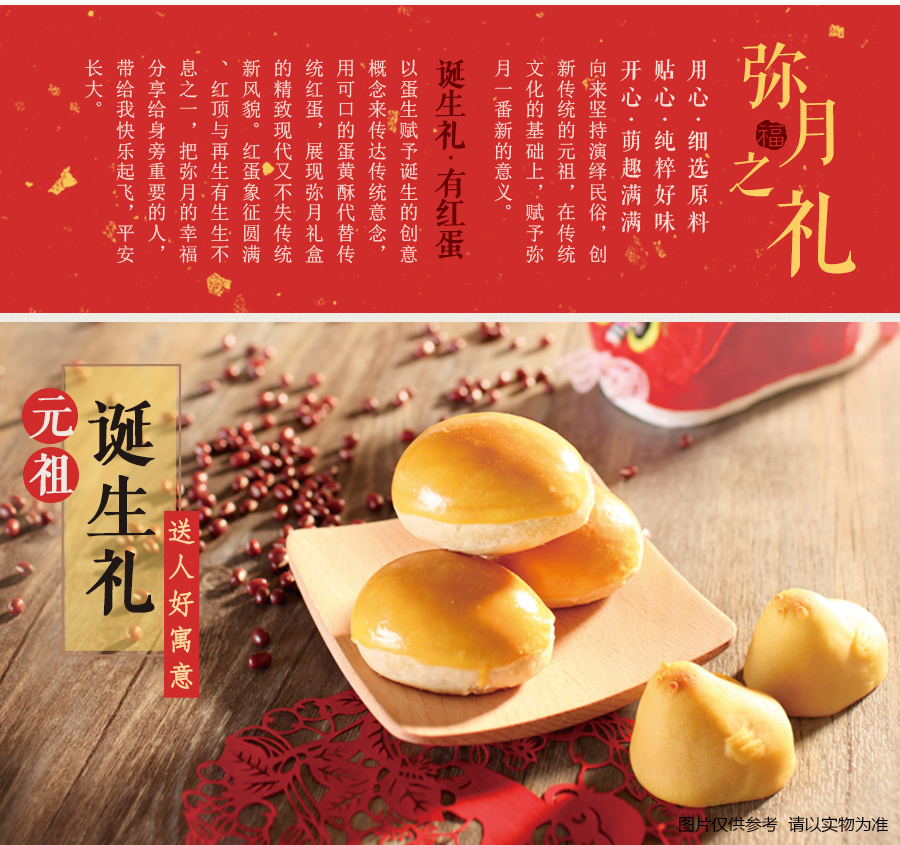 弥月
福
之礼
用心·细选原料
贴心·纯粹好味
开心·萌趣满满
向来坚持演绎民俗，创
新传统的元祖，在传统
文化的基础上，赋予弥
月一番新的意义。
诞生礼·有红蛋
以蛋生赋予诞生的创意
概念来传达传统意念，
用可口的蛋黄酥代替传
统红蛋，展现弥月礼盒
的精致现代又不失传统
新风貌。红蛋象征圆满
、红顶与再生有生生不
息之一，把弥月的幸福
分享给身旁重要的人，
带给我快乐起飞，平安
长大。
元祖
诞生礼
送人好寓意
图片仅供参考 请以实物为准